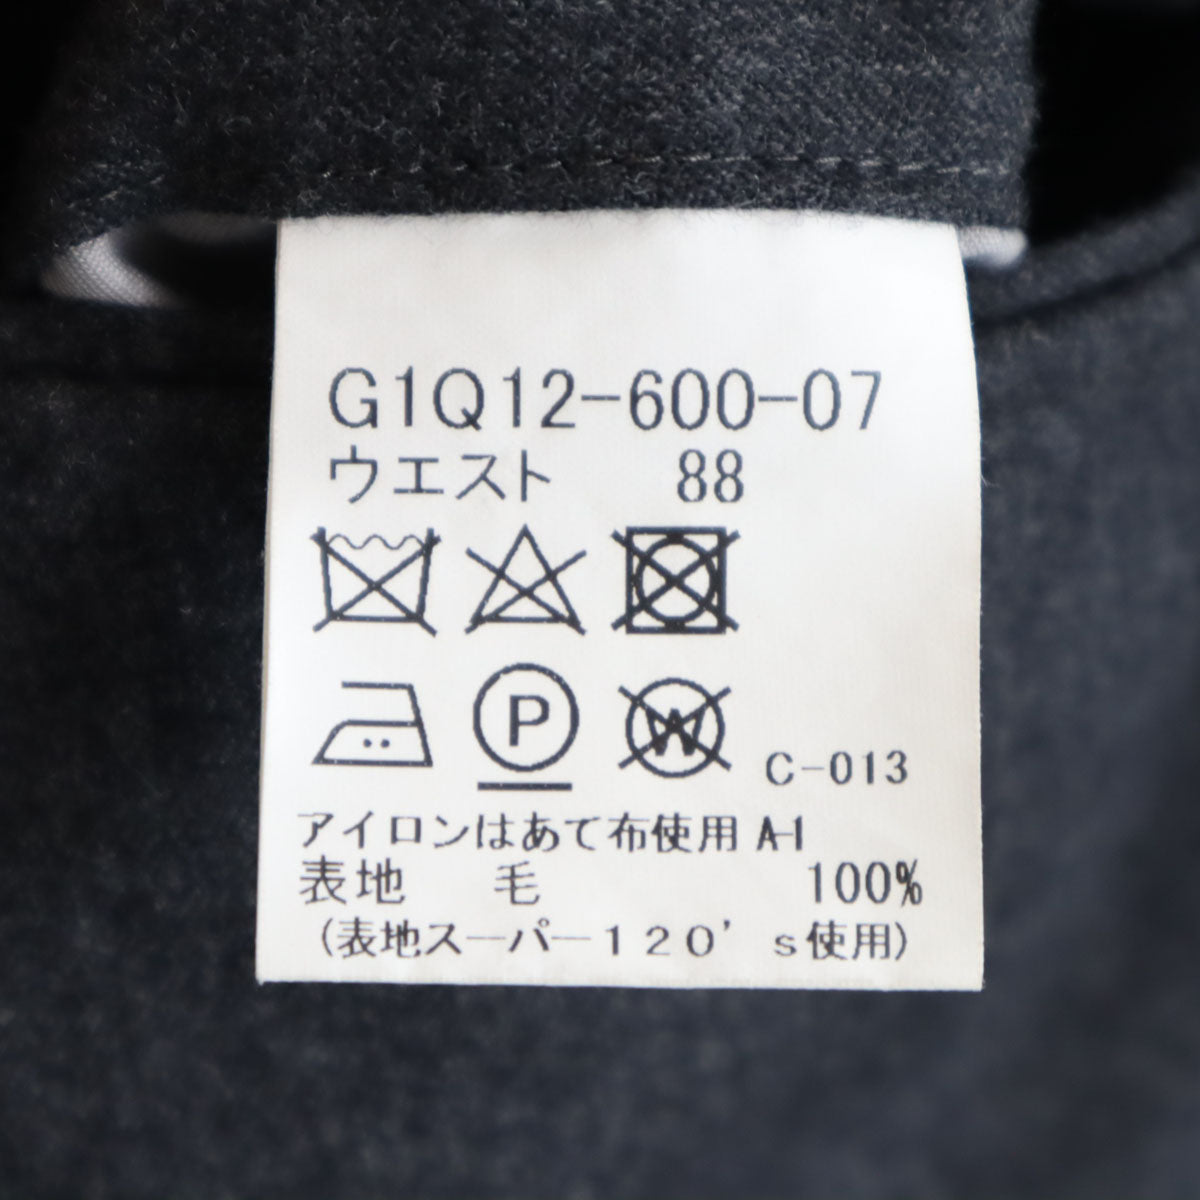 G1Q12-600-07
ウエスト 88
P W C-013
アイロンはあて布使用 A-1
表地 毛 100%
(表地スーパー120's使用)